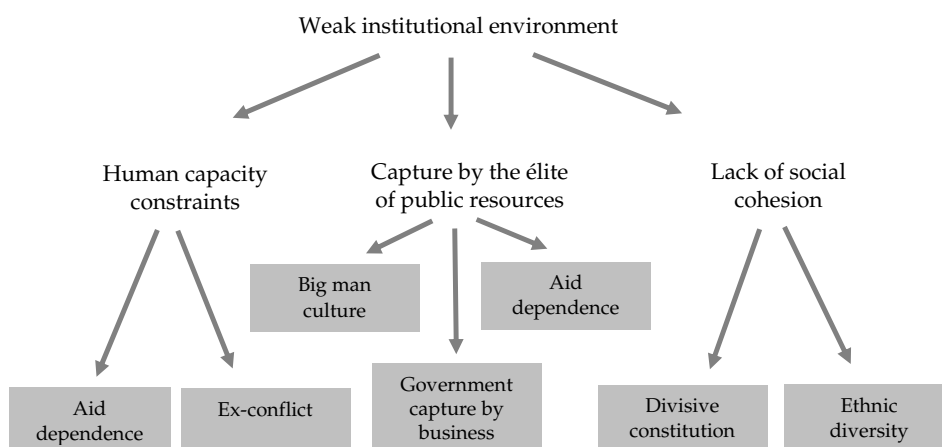 Weak institutional environment
Human capacity
constraints
Capture by the élite
of public resources
Lack of social
cohesion
Big man
culture
Aid
dependence
Aid
dependence
Ex-conflict
Government
capture by
business
Divisive
constitution
Ethnic
diversity